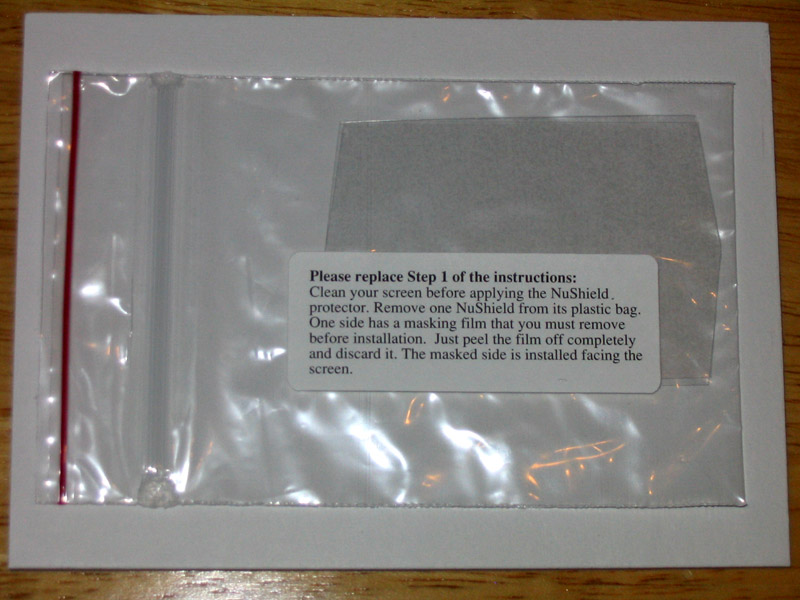 Please replace Step 1 of the instructions:
Clean your screen before applying the NuShield
protector. Remove one NuShield from its plastic bag.
One side has a masking film that you must remove
before installation. Just peel the film off completely
and discard it. The masked side is installed facing the
screen.